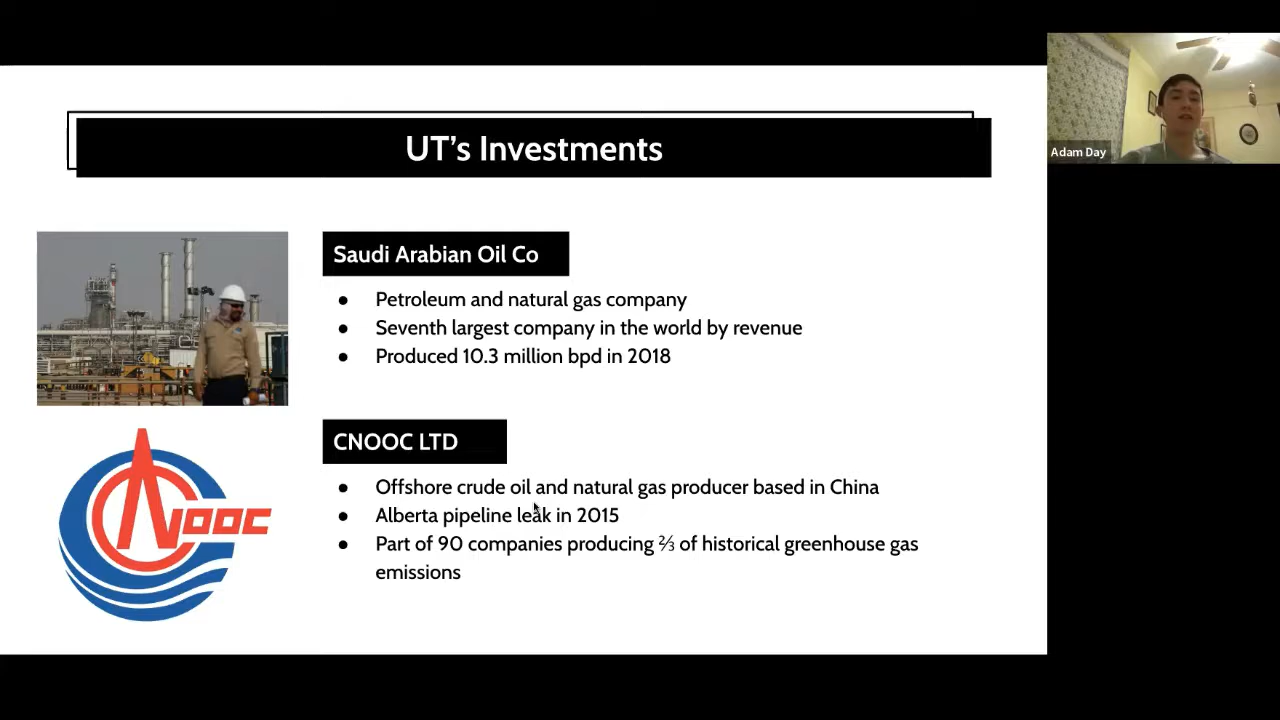 UT's Investments
Adam Day
Saudi Arabian Oil Co
● Petroleum and natural gas company
● Seventh largest company in the world by revenue
● Produced 10.3 million bpd in 2018
CNOOC LTD
● Offshore crude oil and natural gas producer based in China
● Alberta pipeline leak in 2015
● Part of 90 companies producing ⅔ of historical greenhouse gas
emissions
NOOC